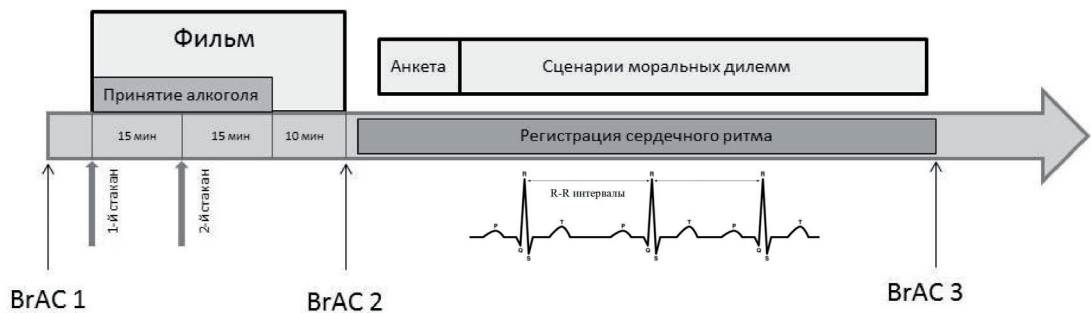 Фильм
Анкета
Сценарии моральных дилемм
Принятие алкоголя
15 мин
15 мин
10 мин
Регистрация сердечного ритма
1-й стакан
2-й стакан
R
R
R
R-R интервалы
P
T
P
T
P
T
Q
S
Q
S
Q
S
BrAC 1
BrAC 2
BrAC 3